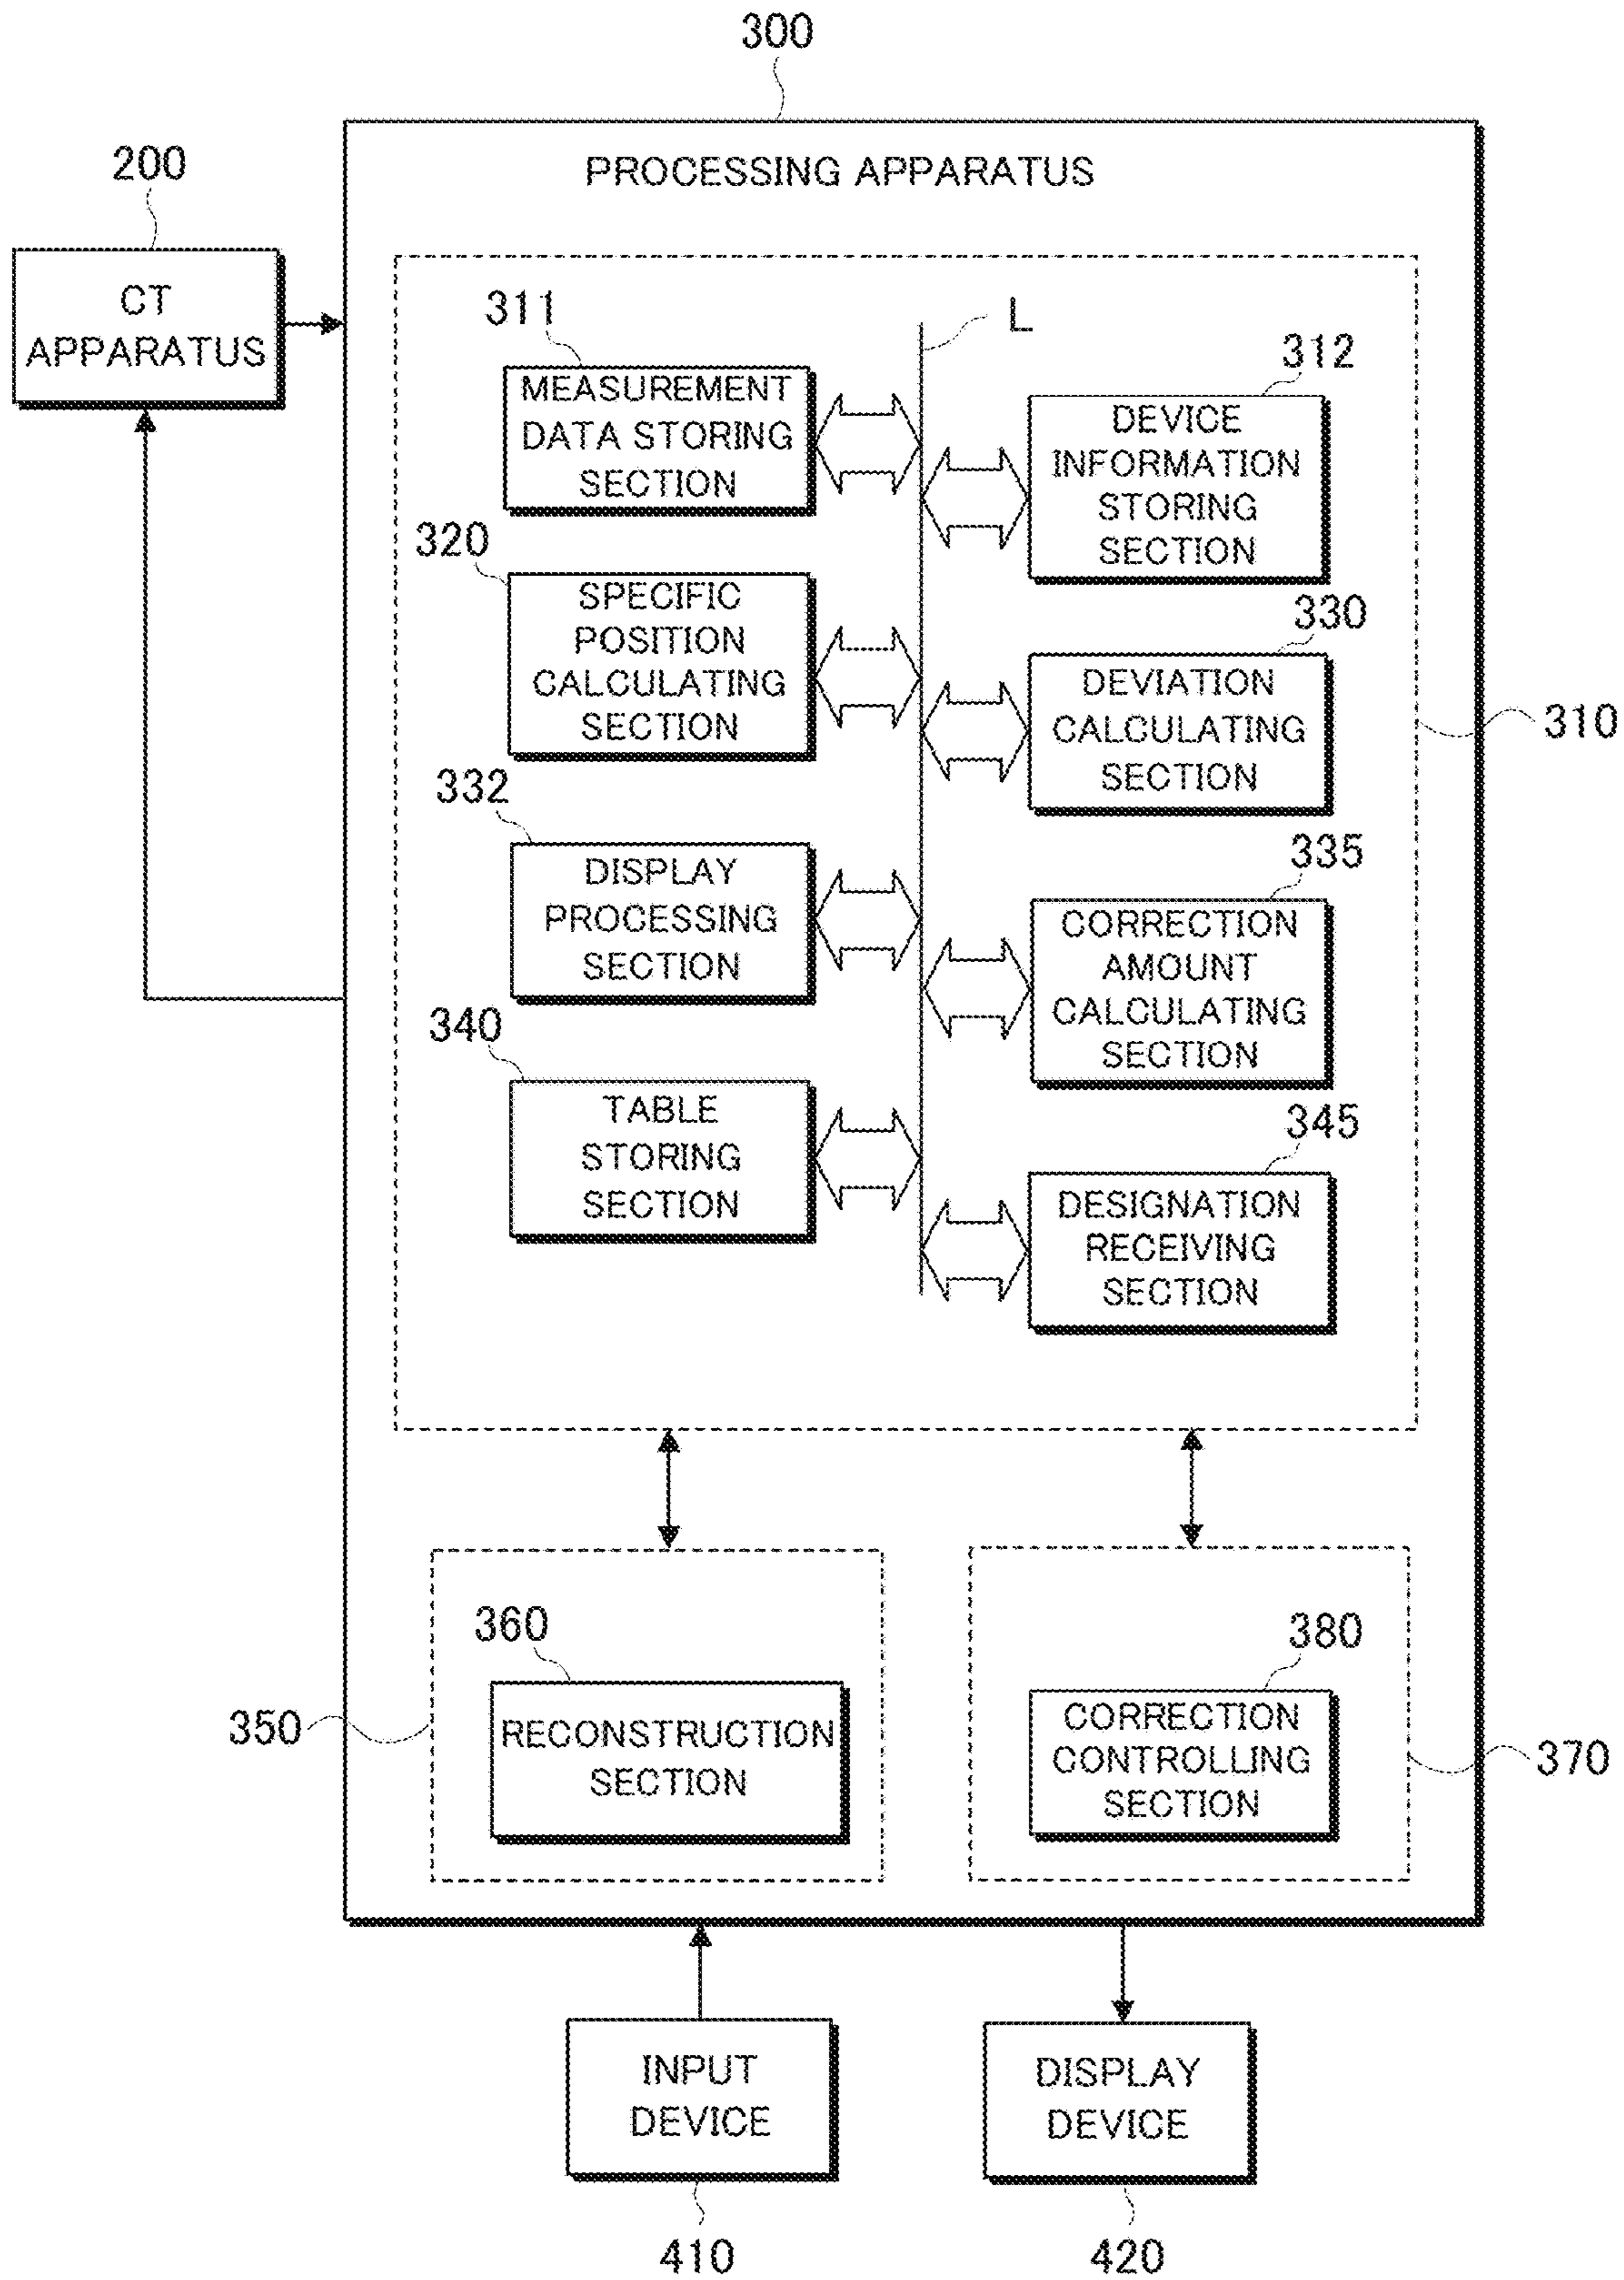 300
PROCESSING APPARATUS
200
CT
APPARATUS
311
MEASUREMENT
DATA STORING
SECTION
L
312
DEVICE
INFORMATION
STORING
SECTION
320
SPECIFIC
POSITION
CALCULATING
SECTION
330
DEVIATION
CALCULATING
SECTION
310
332
DISPLAY
PROCESSING
SECTION
335
CORRECTION
AMOUNT
CALCULATING
SECTION
340
TABLE
STORING
SECTION
345
DESIGNATION
RECEIVING
SECTION
360
RECONSTRUCTION
SECTION
350
380
CORRECTION
CONTROLLING
SECTION
370
INPUT
DEVICE
410
DISPLAY
DEVICE
420